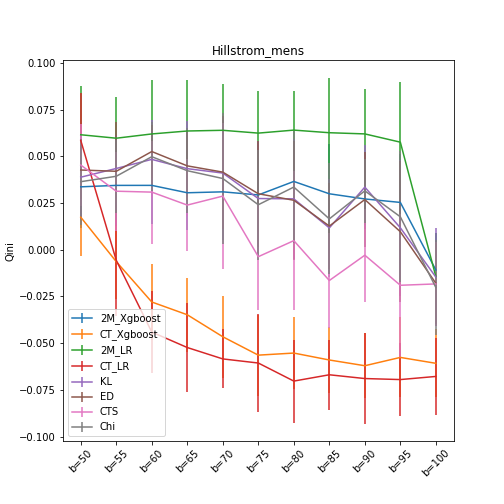 Hillstrom_mens
Qini
0.100
0.075
0.050
0.025
0.000
−0.025
−0.050
−0.075
−0.100
2M_Xgboost
CT_Xgboost
2M_LR
CT_LR
KL
ED
CTS
Chi
b=50
b=55
b=60
b=65
b=70
b=75
b=80
b=85
b=90
b=95
b=100